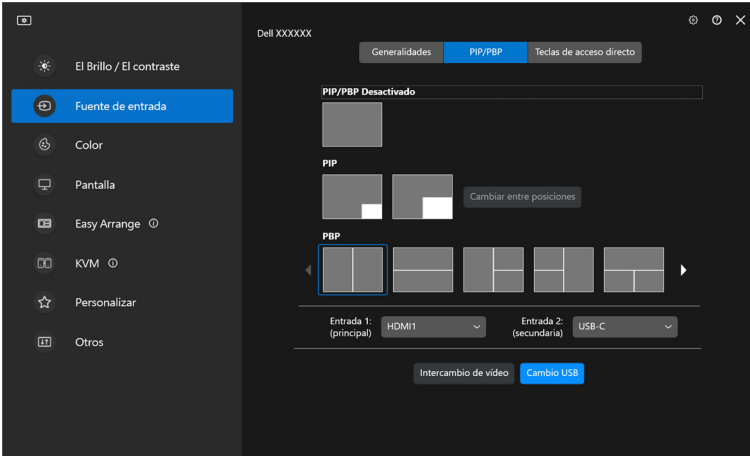 Dell XXXXXX
Generalidades
PIP/PBP
Teclas de acceso directo
El Brillo / El contraste
Fuente de entrada
Color
Pantalla
Easy Arrange
KVM
Personalizar
Otros
PIP/PBP Desactivado
PIP
Cambiar entre posiciones
PBP
Entrada 1:
(principal)
HDMI1
Entrada 2:
(secundaria)
USB-C
Intercambio de vídeo
Cambio USB